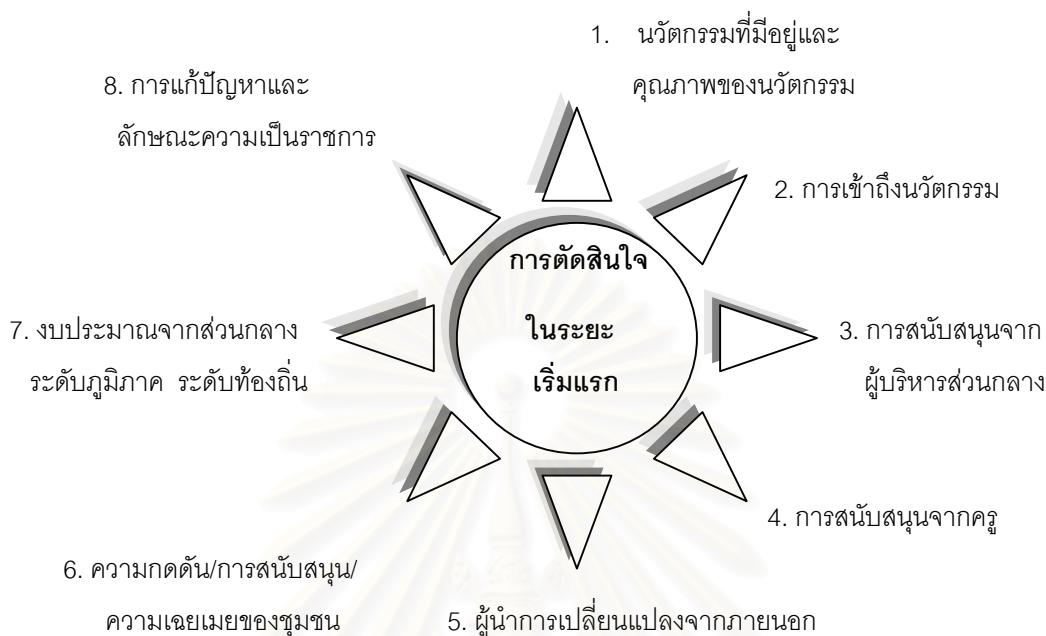 1. นวัตกรรมที่มีอยู่และ
คุณภาพของนวัตกรรม
2. การเข้าถึงนวัตกรรม
3. การสนับสนุนจาก
ผู้บริหารส่วนกลาง
4. การสนับสนุนจากครู
5. ผู้นำการเปลี่ยนแปลงจากภายนอก
6. ความกดดัน/การสนับสนุน/
ความเฉยเมยของชุมชน
7. งบประมาณจากส่วนกลาง
ระดับภูมิภาค ระดับท้องถิ่น
8. การแก้ปัญหาและ
ลักษณะความเป็นราชการ
การตัดสินใจ
ในระยะ
เริ่มแรก